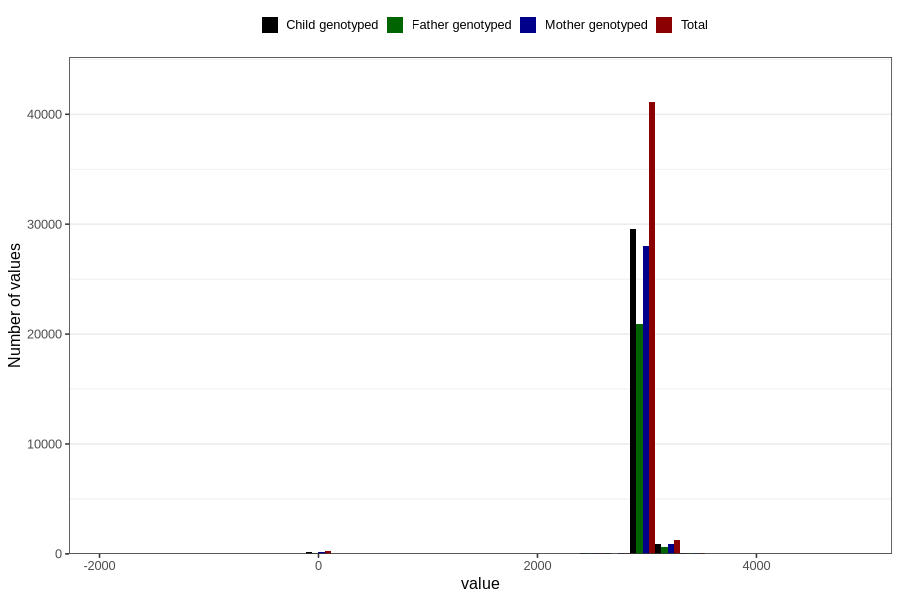 Child genotyped Father genotyped Mother genotyped Total
40000
30000
20000
10000
0
Number of values
-2000 0 2000 4000
value